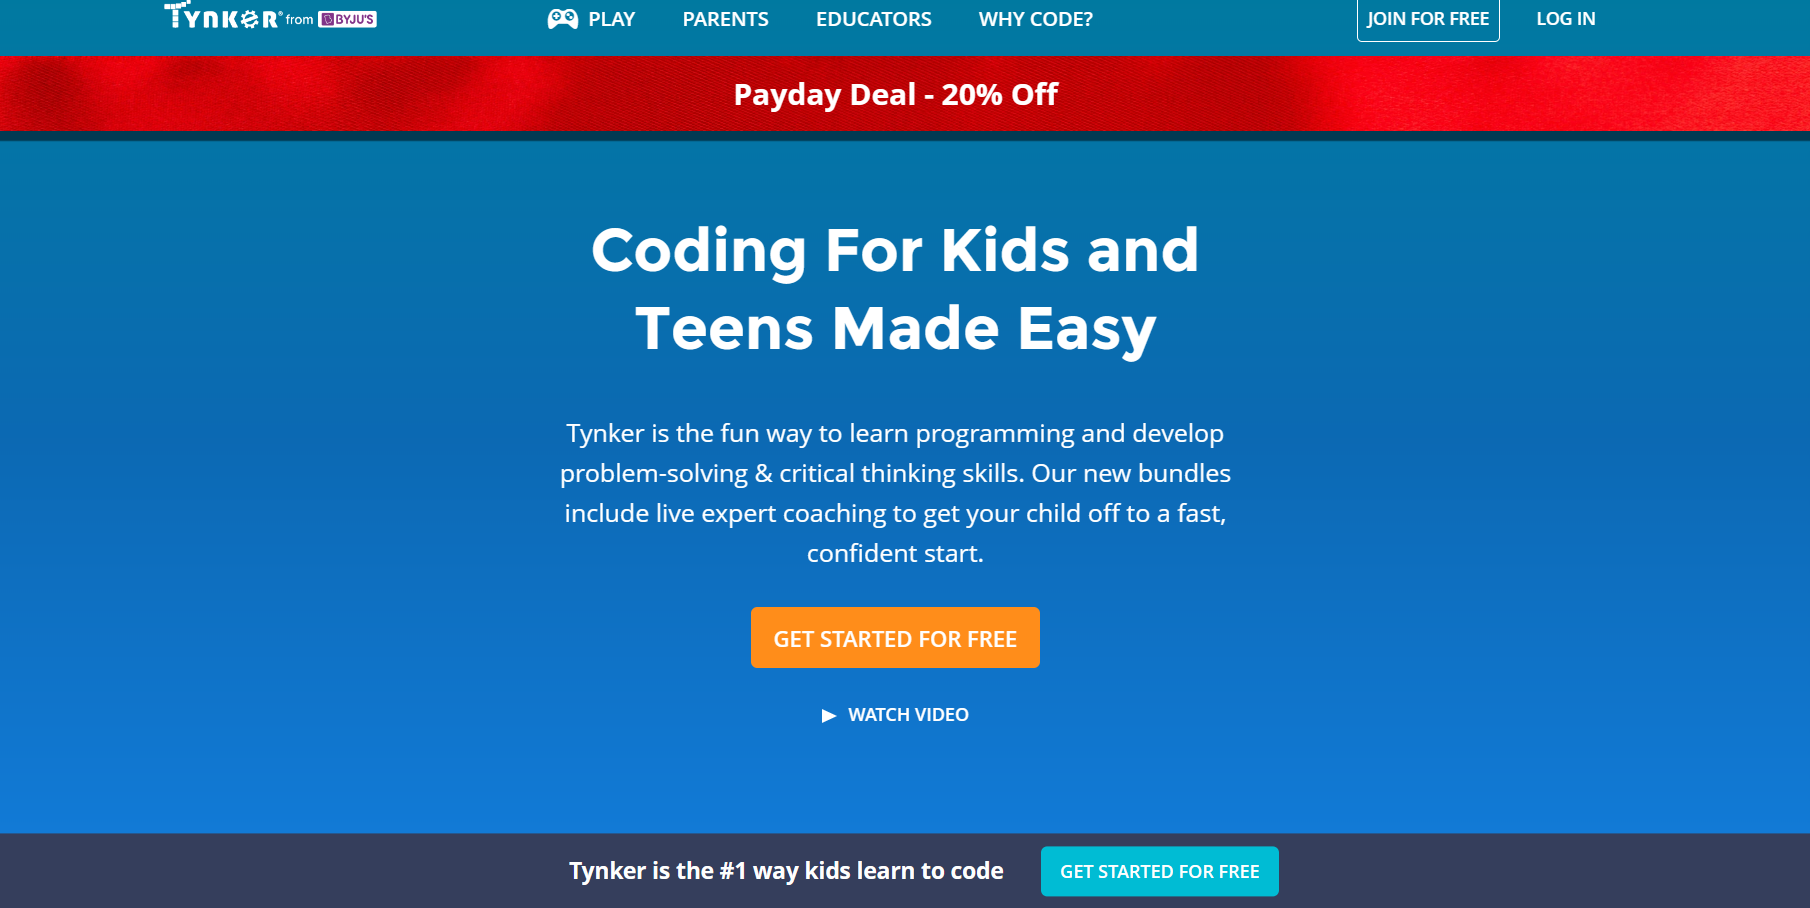 TYNKER® from BYJU'S
PLAY
PARENTS
EDUCATORS
WHY CODE?
JOIN FOR FREE
LOG IN
Payday Deal - 20% Off
Coding For Kids and
Teens Made Easy
Tynker is the fun way to learn programming and develop
problem-solving & critical thinking skills. Our new bundles
include live expert coaching to get your child off to a fast,
confident start.
GET STARTED FOR FREE
WATCH VIDEO
Tynker is the #1 way kids learn to code
GET STARTED FOR FREE